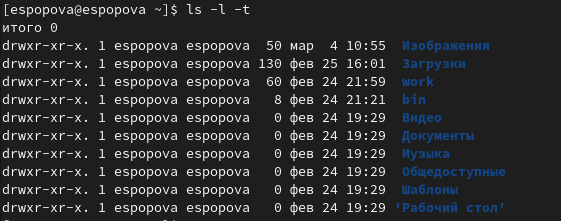 [espopova@espopova ~]$ ls -l -t
итого 0
drwxr-xr-x. 1 espopova espopova  50 мар  4 10:55  Изображения
drwxr-xr-x. 1 espopova espopova 130 фев 25 16:01  Загрузки
drwxr-xr-x. 1 espopova espopova  60 фев 24 21:59  work
drwxr-xr-x. 1 espopova espopova   8 фев 24 21:21  bin
drwxr-xr-x. 1 espopova espopova   0 фев 24 19:29  Видео
drwxr-xr-x. 1 espopova espopova   0 фев 24 19:29  Документы
drwxr-xr-x. 1 espopova espopova   0 фев 24 19:29  Музыка
drwxr-xr-x. 1 espopova espopova   0 фев 24 19:29  Общедоступные
drwxr-xr-x. 1 espopova espopova   0 фев 24 19:29  Шаблоны
drwxr-xr-x. 1 espopova espopova   0 фев 24 19:29 'Рабочий стол'